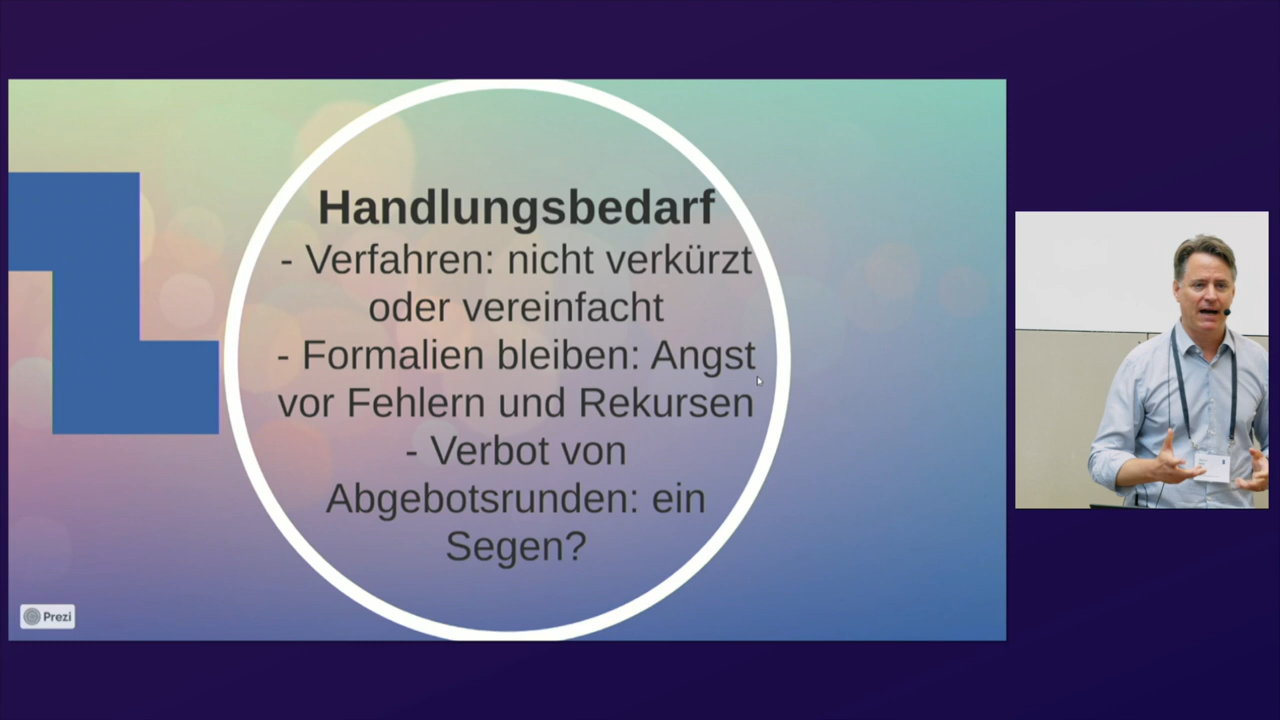 Handlungsbedarf
- Verfahren: nicht verkürzt
oder vereinfacht
- Formalien bleiben: Angst
vor Fehlern und Rekursen
- Verbot von
Abgebotsrunden: ein
Segen?
Prezi